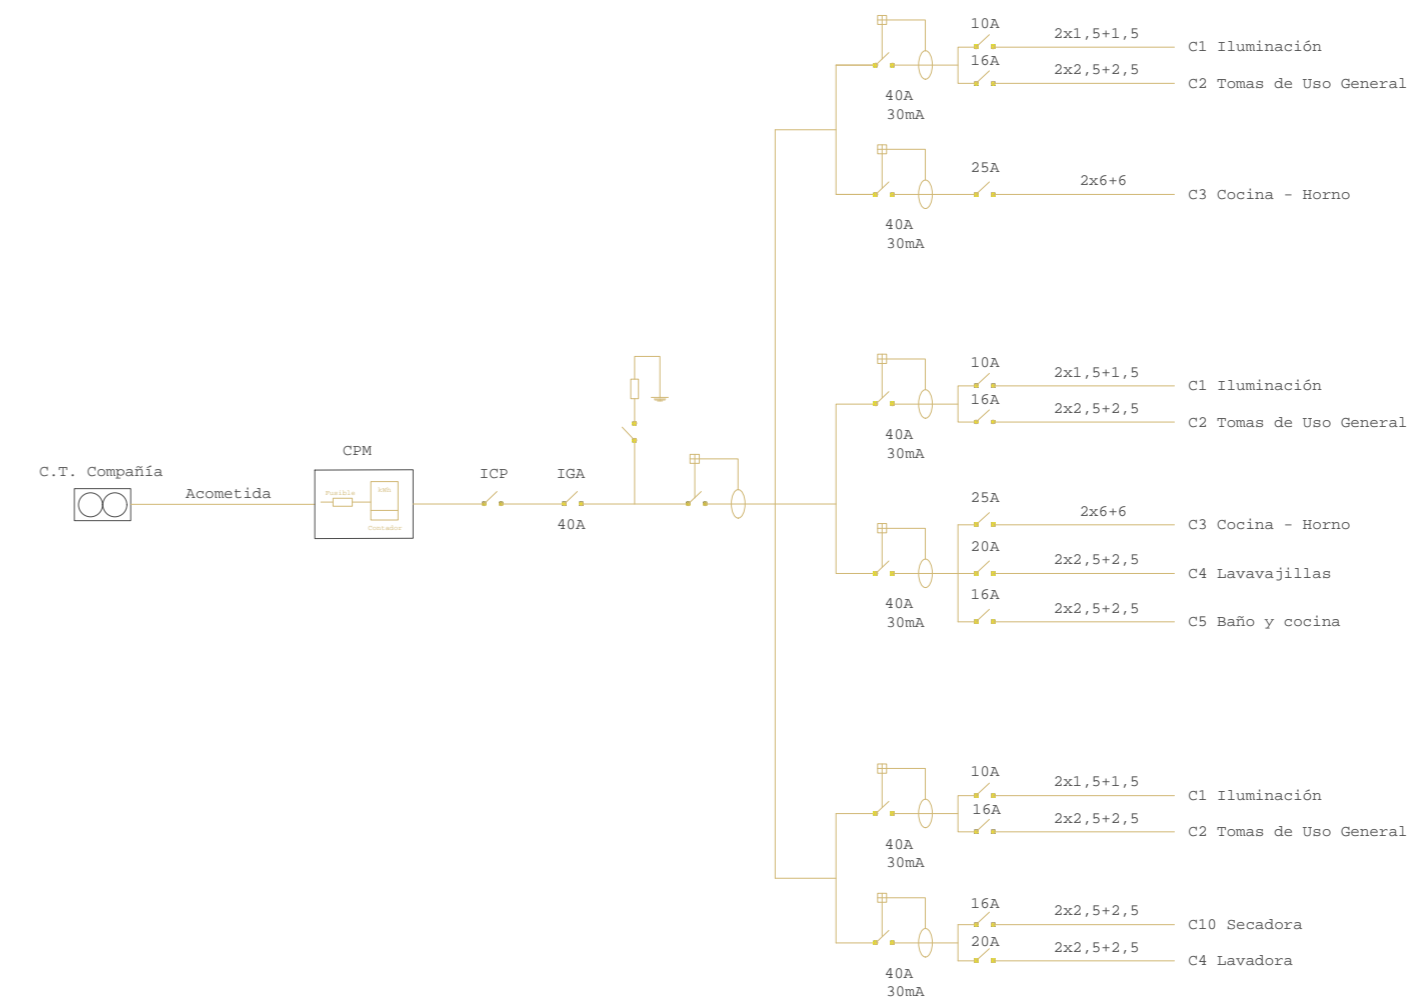 C.T. Compañía
Acometida
CPM
Fusible
kWh
Contador
ICP
IGA
40A
40A
30mA
10A
2x1,5+1,5
C1 Iluminación
16A
2x2,5+2,5
C2 Tomas de Uso General
40A
30mA
25A
2x6+6
C3 Cocina - Horno
40A
30mA
10A
2x1,5+1,5
C1 Iluminación
16A
2x2,5+2,5
C2 Tomas de Uso General
40A
30mA
25A
2x6+6
C3 Cocina - Horno
20A
2x2,5+2,5
C4 Lavavajillas
16A
2x2,5+2,5
C5 Baño y cocina
40A
30mA
10A
2x1,5+1,5
C1 Iluminación
16A
2x2,5+2,5
C2 Tomas de Uso General
40A
30mA
16A
2x2,5+2,5
C10 Secadora
20A
2x2,5+2,5
C4 Lavadora